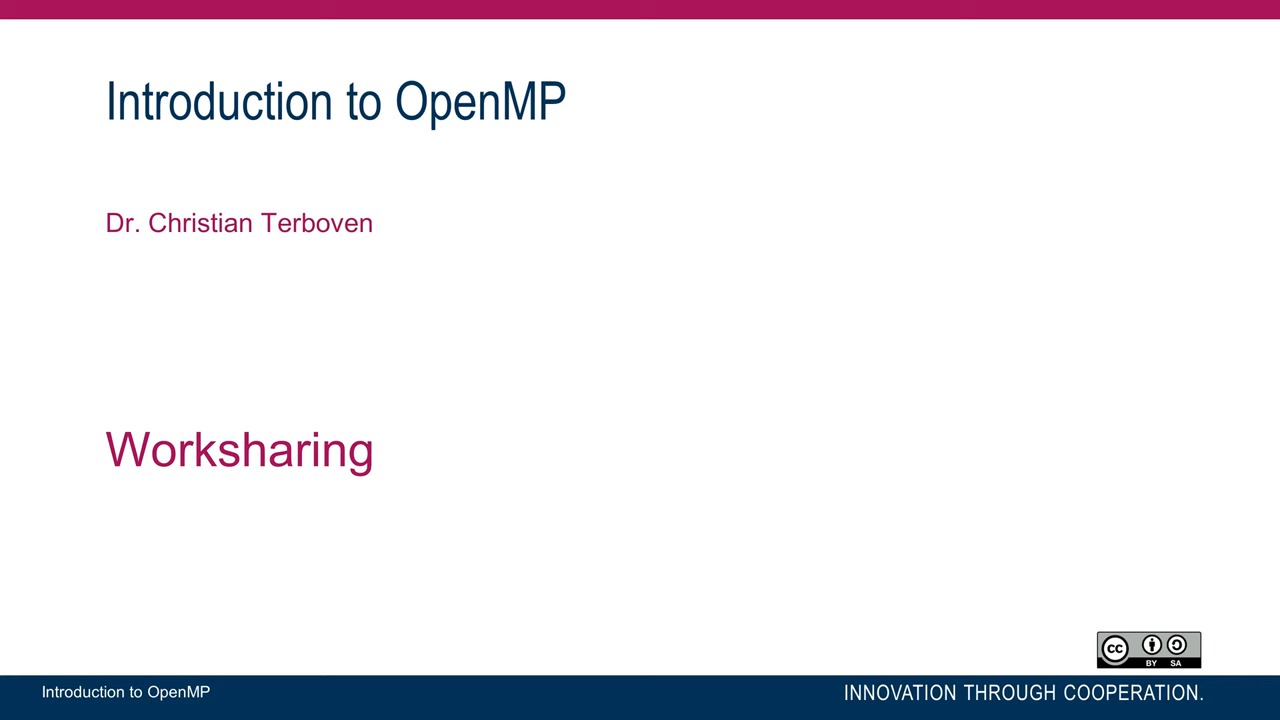 Introduction to OpenMP
Dr. Christian Terboven
Worksharing
cc
BY SA
Introduction to OpenMP
INNOVATION THROUGH COOPERATION.